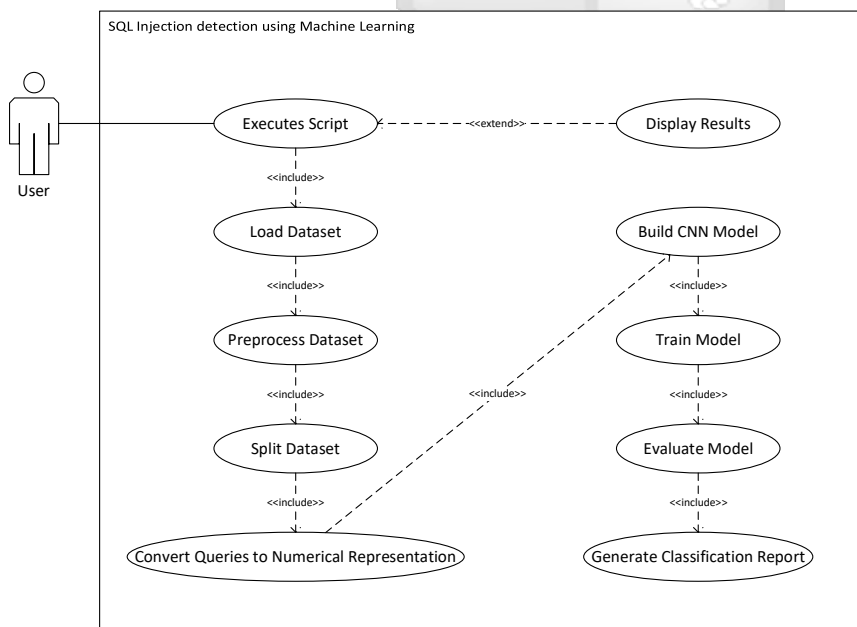 SQL Injection detection using Machine Learning
User
Executes Script
<<extend>>
Display Results
<<include>>
Load Dataset
<<include>>
Preprocess Dataset
<<include>>
Split Dataset
<<include>>
Convert Queries to Numerical Representation
<<include>>
Build CNN Model
<<include>>
Train Model
<<include>>
Evaluate Model
<<include>>
Generate Classification Report